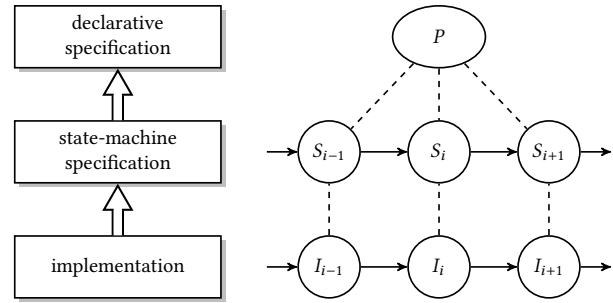 declarative
specification
P
state-machine
specification
S_{i−1}
S_i
S_{i+1}
implementation
I_{i−1}
I_i
I_{i+1}